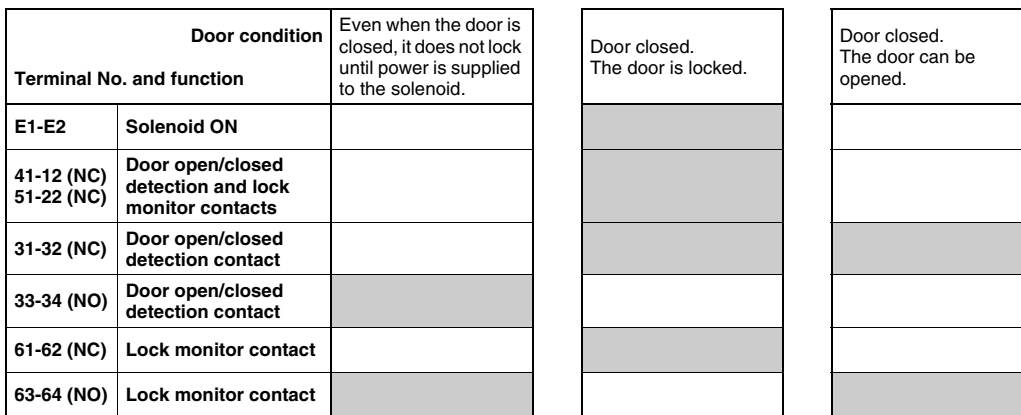 Door condition
Terminal No. and function
Even when the door is
closed, it does not lock
until power is supplied
to the solenoid.
Door closed.
The door is locked.
Door closed.
The door can be
opened.
E1-E2 Solenoid ON
41-12 (NC)
51-22 (NC)
Door open/closed
detection and lock
monitor contacts
31-32 (NC)
Door open/closed
detection contact
33-34 (NO)
Door open/closed
detection contact
61-62 (NC) Lock monitor contact
63-64 (NO) Lock monitor contact